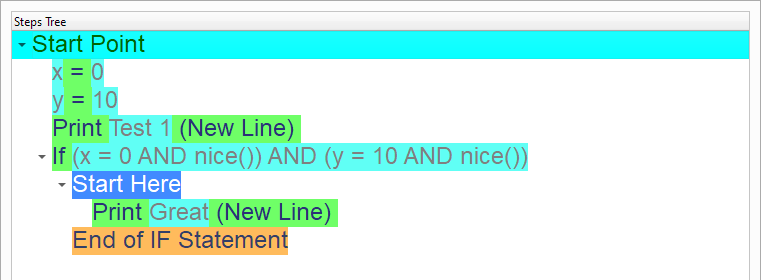 Steps Tree
Start Point
x = 0
y = 10
Print Test 1 (New Line)
If (x = 0 AND nice()) AND (y = 10 AND nice())
Start Here
Print Great (New Line)
End of IF Statement